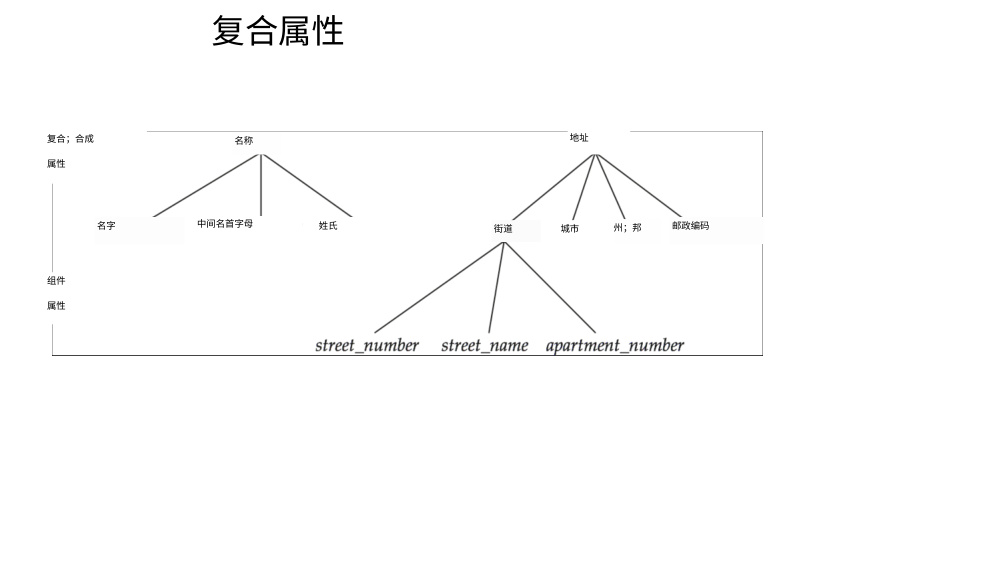 复合属性
复合；合成
属性
名称
地址
名字
中间名首字母
姓氏
街道
城市
州；邦
邮政编码
组件
属性
street_number street_name apartment_number